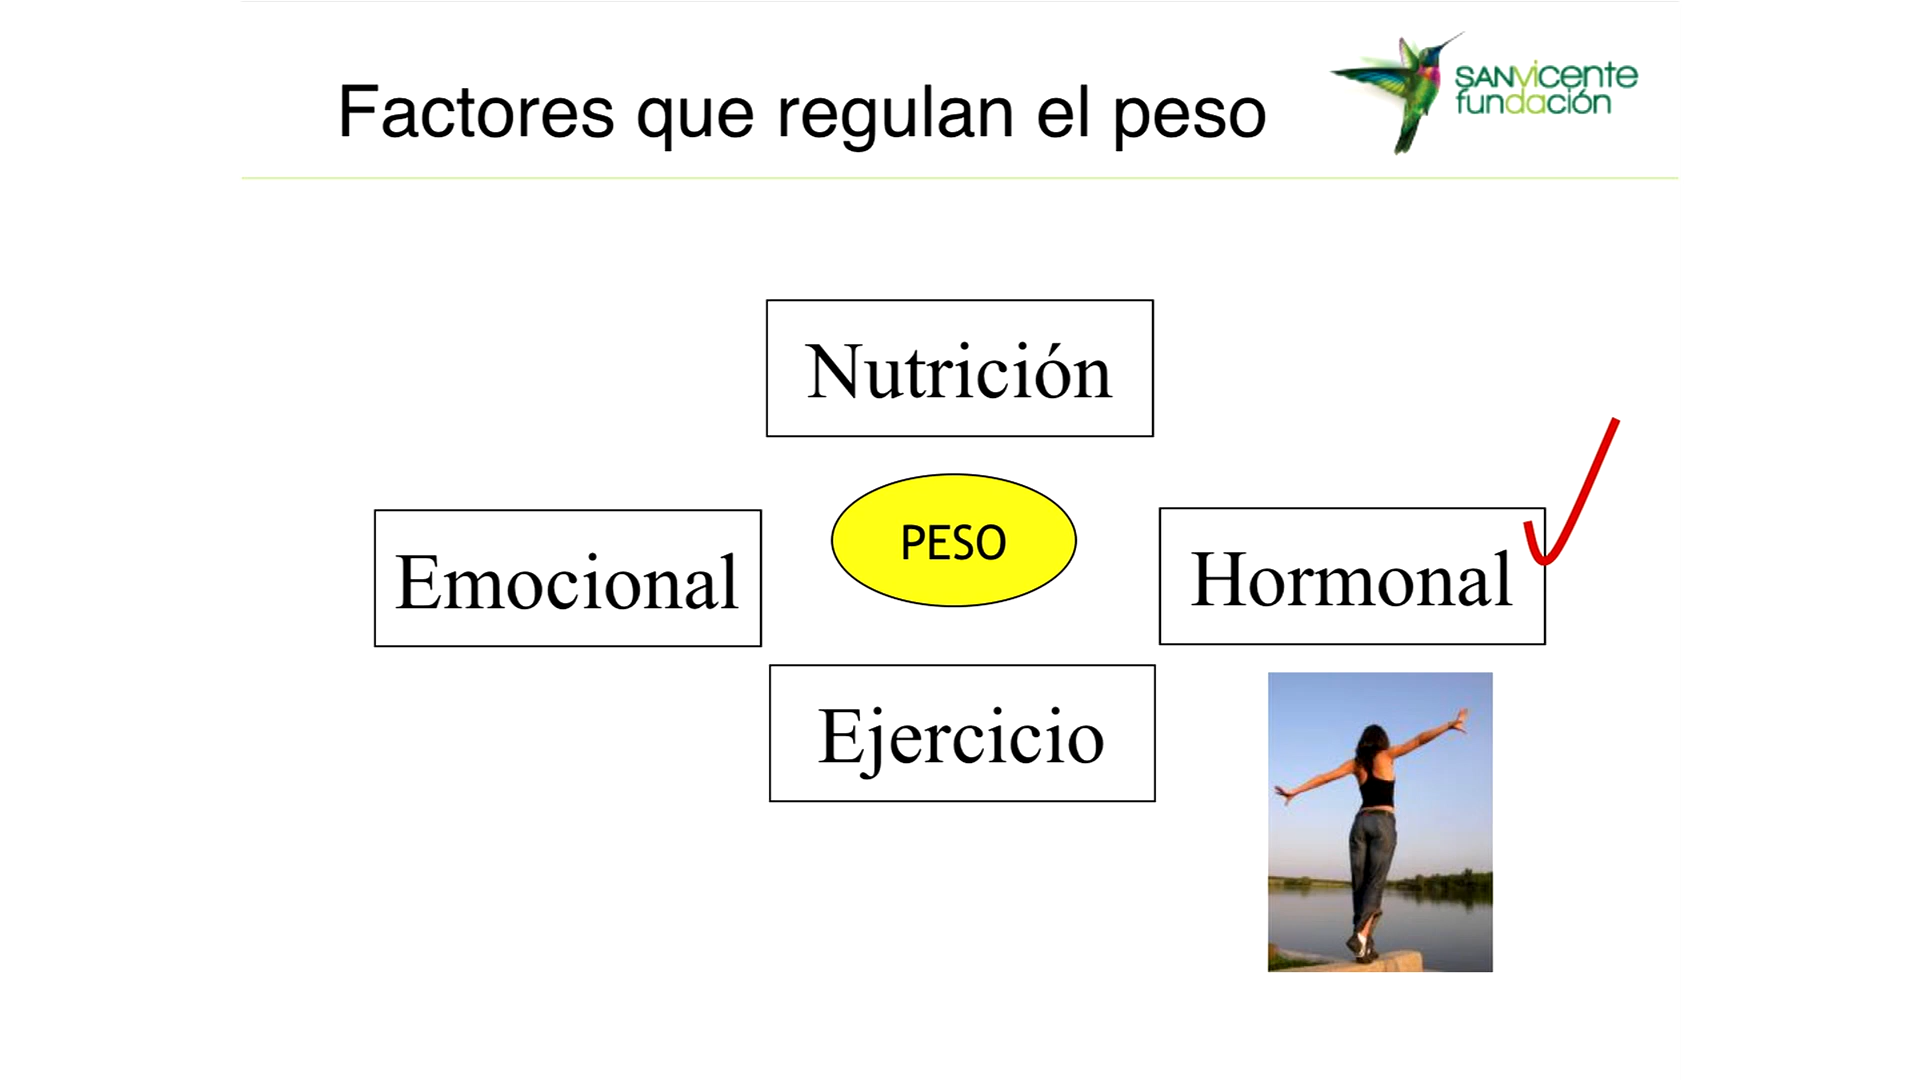 Factores que regulan el peso
SANvicente
fundación
Nutrición
PESO
Emocional
Hormonal
Ejercicio